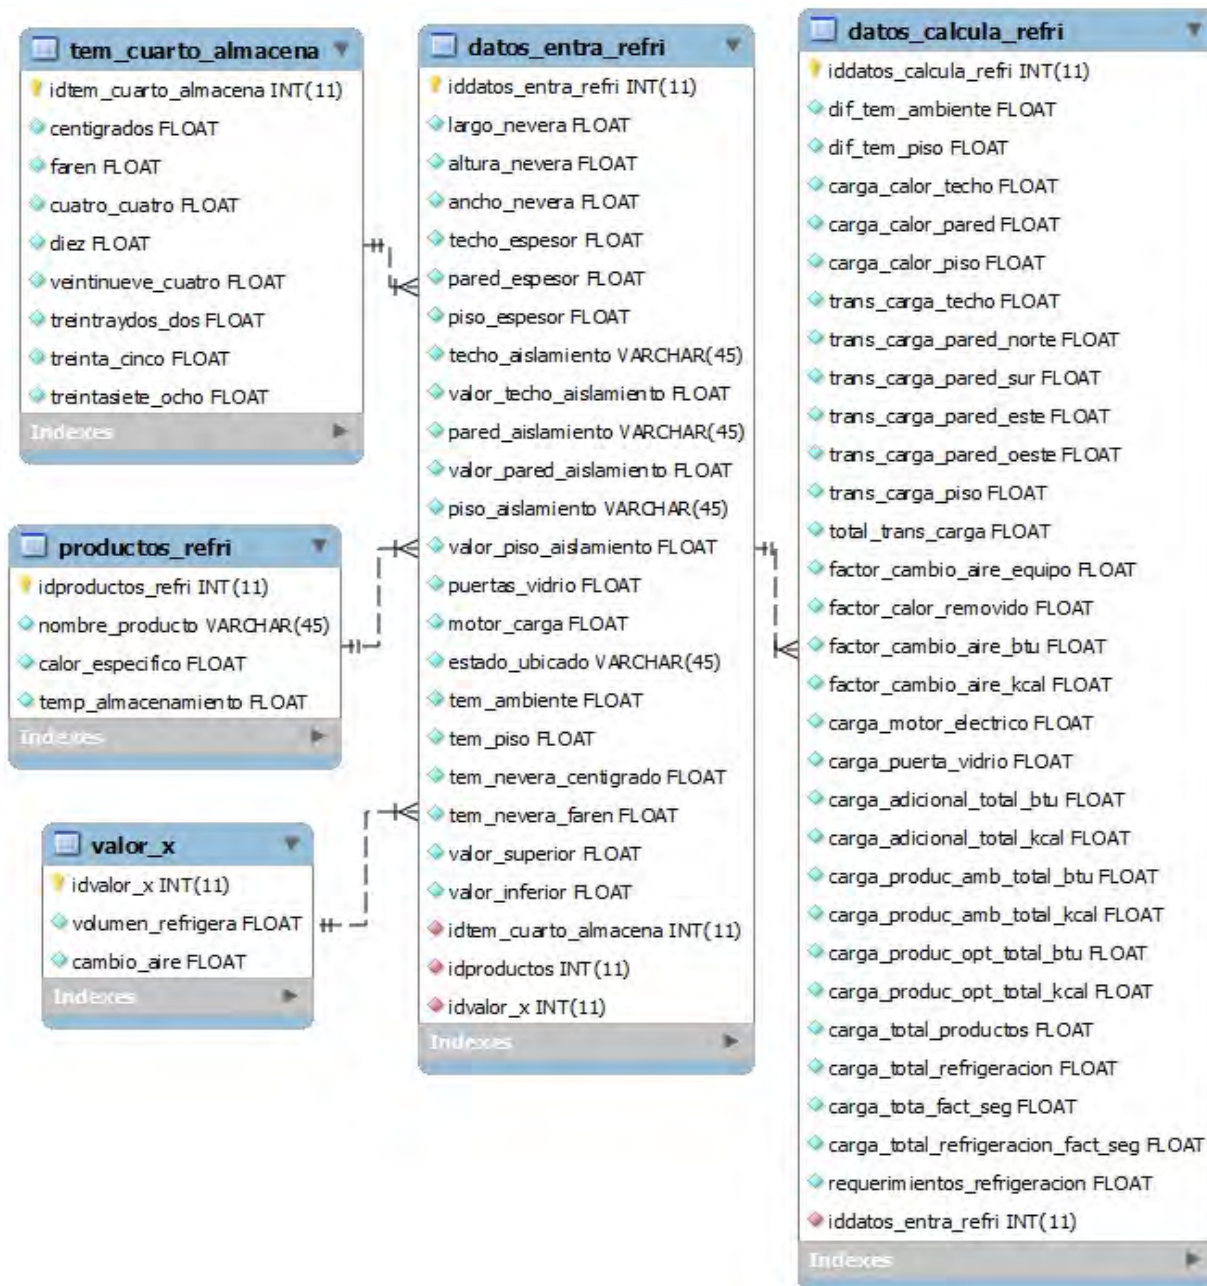 tem_cuarto_almacena
idtem_cuarto_almacena INT(11)
centigrados FLOAT
faren FLOAT
cuatro_cuatro FLOAT
diez FLOAT
veintinueve_cuatro FLOAT
treintraydos_dos FLOAT
treinta_cinco FLOAT
treintasiete_ocho FLOAT
Indexes
productos_refri
idproductos_refri INT(11)
nombre_producto VARCHAR(45)
calor_especifico FLOAT
temp_almacenamiento FLOAT
Indexes
valor_x
idvalor_x INT(11)
volumen_refrigera FLOAT
cambio_aire FLOAT
Indexes
datos_entra_refri
iddatos_entra_refri INT(11)
largo_nevera FLOAT
altura_nevera FLOAT
ancho_nevera FLOAT
techo_espesor FLOAT
pared_espesor FLOAT
piso_espesor FLOAT
techo_aislamiento VARCHAR(45)
valor_techo_aislamiento FLOAT
pared_aislamiento VARCHAR(45)
valor_pared_aislamiento FLOAT
piso_aislamiento VARCHAR(45)
valor_piso_aislamiento FLOAT
puertas_vidrio FLOAT
motor_carga FLOAT
estado_ubicado VARCHAR(45)
tem_ambiente FLOAT
tem_piso FLOAT
tem_nevera_centigrado FLOAT
tem_nevera_faren FLOAT
valor_superior FLOAT
valor_inferior FLOAT
idtem_cuarto_almacena INT(11)
idproductos INT(11)
idvalor_x INT(11)
Indexes
datos_calcula_refri
iddatos_calcula_refri INT(11)
dif_tem_ambiente FLOAT
dif_tem_piso FLOAT
carga_calor_techo FLOAT
carga_calor_pared FLOAT
carga_calor_piso FLOAT
trans_carga_techo FLOAT
trans_carga_pared_norte FLOAT
trans_carga_pared_sur FLOAT
trans_carga_pared_este FLOAT
trans_carga_pared_oeste FLOAT
trans_carga_piso FLOAT
total_trans_carga FLOAT
factor_cambio_aire_equipo FLOAT
factor_calor_removido FLOAT
factor_cambio_aire_btu FLOAT
factor_cambio_aire_kcal FLOAT
carga_motor_electrico FLOAT
carga_puerta_vidrio FLOAT
carga_adicional_total_btu FLOAT
carga_adicional_total_kcal FLOAT
carga_produc_amb_total_btu FLOAT
carga_produc_amb_total_kcal FLOAT
carga_produc_opt_total_btu FLOAT
carga_produc_opt_total_kcal FLOAT
carga_total_productos FLOAT
carga_total_refrigeracion FLOAT
carga_tota_fact_seg FLOAT
carga_total_refrigeracion_fact_seg FLOAT
requerimientos_refrigeracion FLOAT
iddatos_entra_refri INT(11)
Indexes